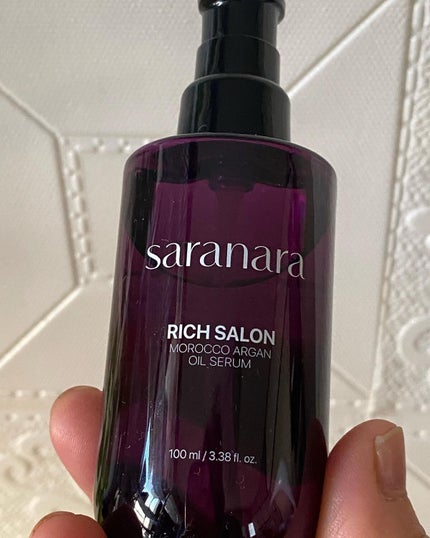 saranara
RICH SALON
MOROCCO ARGAN
OIL SERUM
100 ml / 3.38 fl. oz.